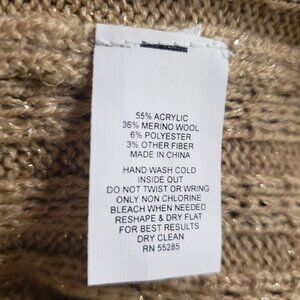 55% ACRYLIC
36% MERINO WOOL
6% POLYESTER
3% OTHER FIBER
MADE IN CHINA
HAND WASH COLD
INSIDE OUT
DO NOT TWIST OR WRING
ONLY NON CHLORINE
BLEACH WHEN NEEDED
RESHAPE & DRY FLAT
FOR BEST RESULTS
DRY CLEAN
RN 55285